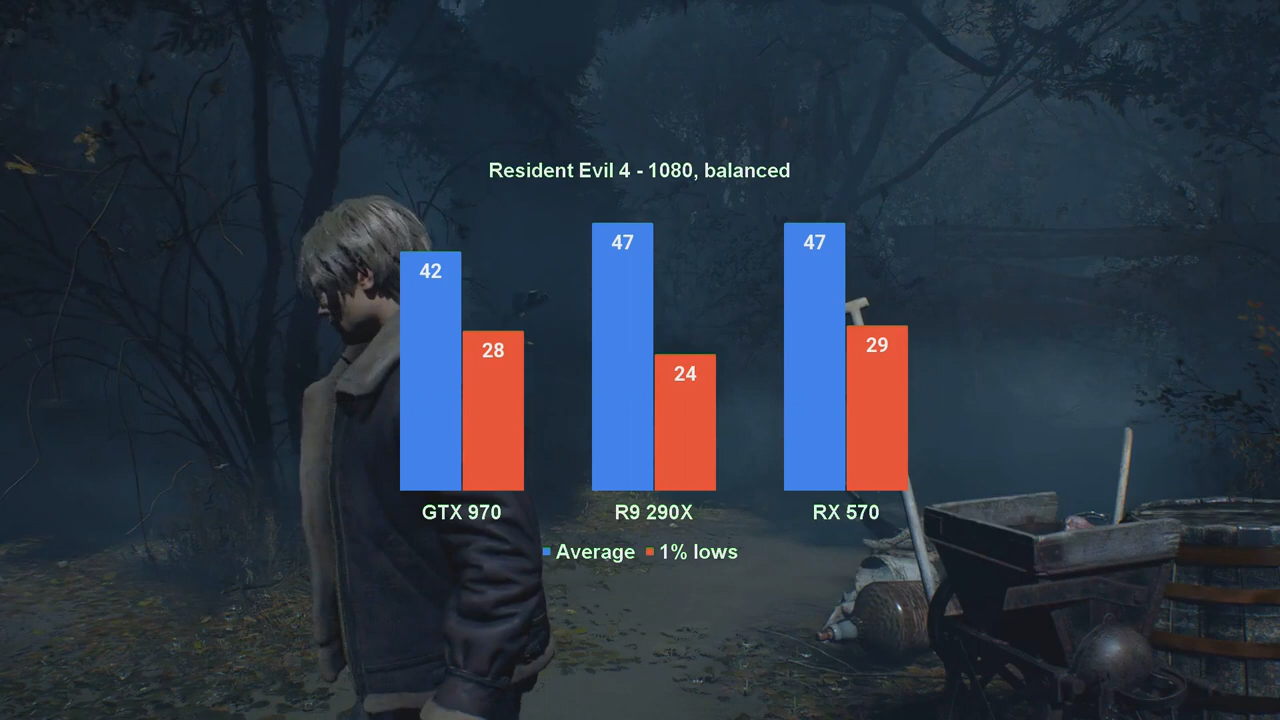 Resident Evil 4 - 1080, balanced
42
28
47
24
47
29
GTX 970
R9 290X
RX 570
Average
1% lows